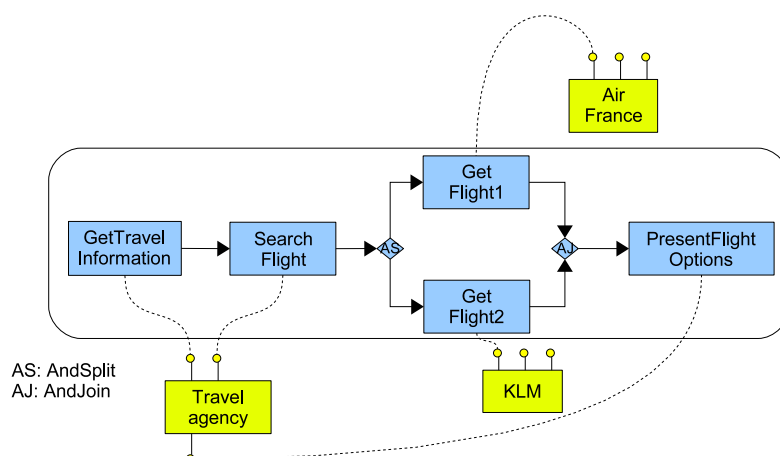 Air
France
Get
Flight1
GetTravel
Information
Search
Flight
AS
AJ
PresentFlight
Options
Get
Flight2
AS: AndSplit
AJ: AndJoin
Travel
agency
KLM